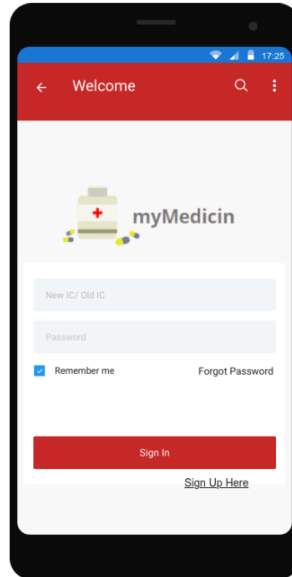 17:25
Welcome
myMedicin
New IC/ Old IC
Password
Remember me
Forgot Password
Sign In
Sign Up Here